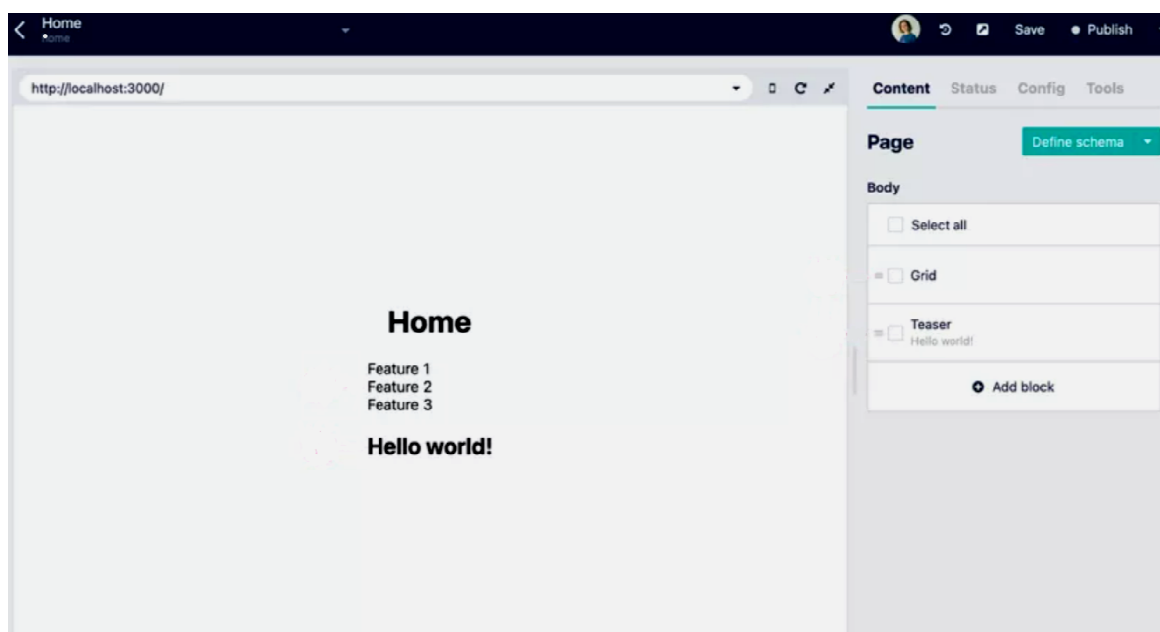 Home
home
Save
Publish
http://localhost:3000/
Content Status Config Tools
Page
Define schema
Body
Select all
Grid
Teaser
Hello world!
Add block
Home
Feature 1
Feature 2
Feature 3
Hello world!